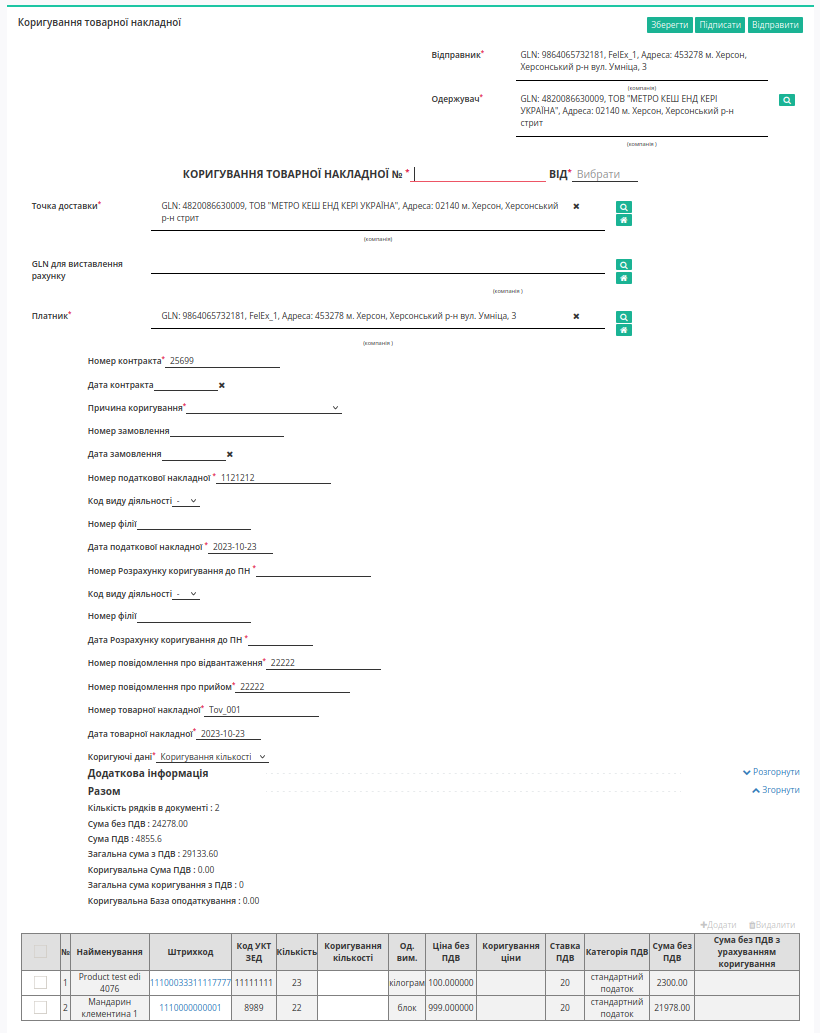 Коригування товарної накладної
Зберегти Підписати Відправити
Відправник* GLN: 9864065732181, FelEx_1, Адреса: 453278 м. Херсон,
Херсонський р-н вул. Умніца, 3
(компанія)
Одержувач* GLN: 4820086630009, ТОВ "МЕТРО КЕШ ЕНД КЕРІ
УКРАЇНА", Адреса: 02140 м. Херсон, Херсонський р-н
стрит
(компанія )
КОРИГУВАННЯ ТОВАРНОЇ НАКЛАДНОЇ № * ВІД* Вибрати
Точка доставки* GLN: 4820086630009, ТОВ "МЕТРО КЕШ ЕНД КЕРІ УКРАЇНА", Адреса: 02140 м. Херсон, Херсонський
р-н стрит
(компанія)
GLN для виставлення
рахунку
(компанія )
Платник* GLN: 9864065732181, FelEx_1, Адреса: 453278 м. Херсон, Херсонський р-н вул. Умніца, 3
(компанія )
Номер контракта* 25699
Дата контракта
Причина коригування*
Номер замовлення
Дата замовлення
Номер податкової накладної * 1121212
Код виду діяльності -
Номер філії
Дата податкової накладної * 2023-10-23
Номер Розрахунку коригування до ПН *
Код виду діяльності -
Номер філії
Дата Розрахунку коригування до ПН *
Номер повідомлення про відвантаження* 22222
Номер повідомлення про прийом* 22222
Номер товарної накладної* Tov_001
Дата товарної накладної* 2023-10-23
Коригуючі дані* Коригування кількості
Додаткова інформація Розгорнути
Разом Згорнути
Кількість рядків в документі : 2
Сума без ПДВ : 24278.00
Сума ПДВ : 4855.6
Загальна сума з ПДВ : 29133.60
Коригувальна Сума ПДВ : 0.00
Загальна сума коригування з ПДВ : 0
Коригувальна База оподаткування : 0.00
Додати Видалити
№ Найменування Штрихкод Код УКТ ЗЕД Кількість Коригування кількості Од. вим. Ціна без ПДВ Коригування ціни Ставка ПДВ Категорія ПДВ Сума без ПДВ Сума без ПДВ з урахуванням коригування
1 Product test edi 4076 11100033311117777 11111111 23 кілограм 100.000000 20 стандартний податок 2300.00
2 Мандарин клементина 1 1110000000001 8989 22 блок 999.000000 20 стандартний податок 21978.00